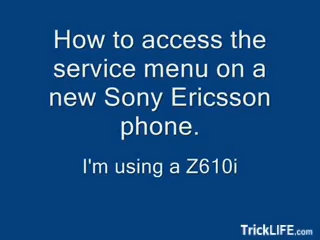 How to access the
service menu on a
new Sony Ericsson
phone.
I'm using a Z610i
TrickLIFE.com